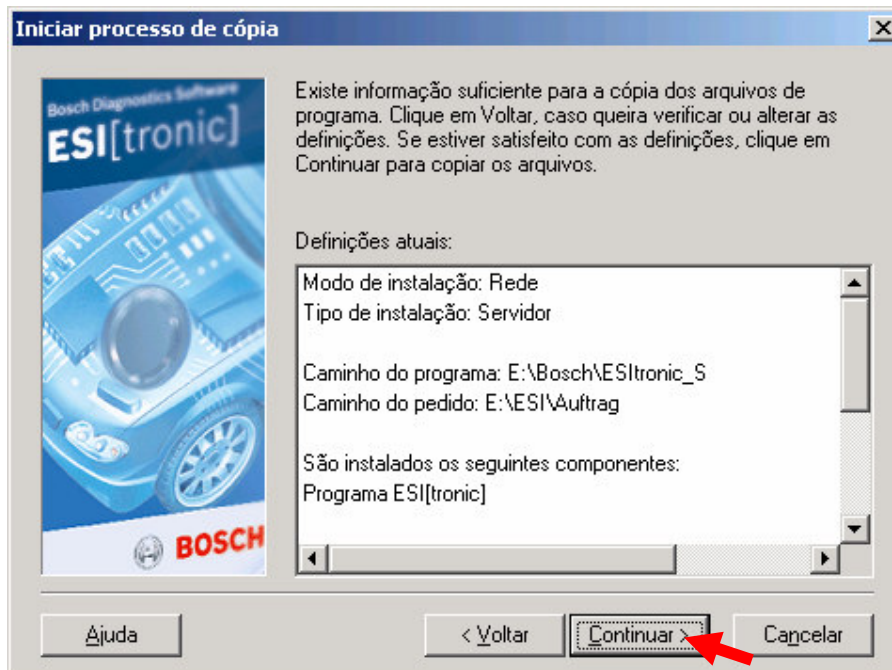 Iniciar processo de cópia
Bosch Diagnostics Software
ESI[tronic]
BOSCH
Existe informação suficiente para a cópia dos arquivos de
programa. Clique em Voltar, caso queira verificar ou alterar as
definições. Se estiver satisfeito com as definições, clique em
Continuar para copiar os arquivos.
Definições atuais:
Modo de instalação: Rede
Tipo de instalação: Servidor
Caminho do programa: E:\Bosch\ESItronic_S
Caminho do pedido: E:\ESI\Auftrag
São instalados os seguintes componentes:
Programa ESI[tronic]
Ajuda
< Voltar
Continuar >
Cancelar